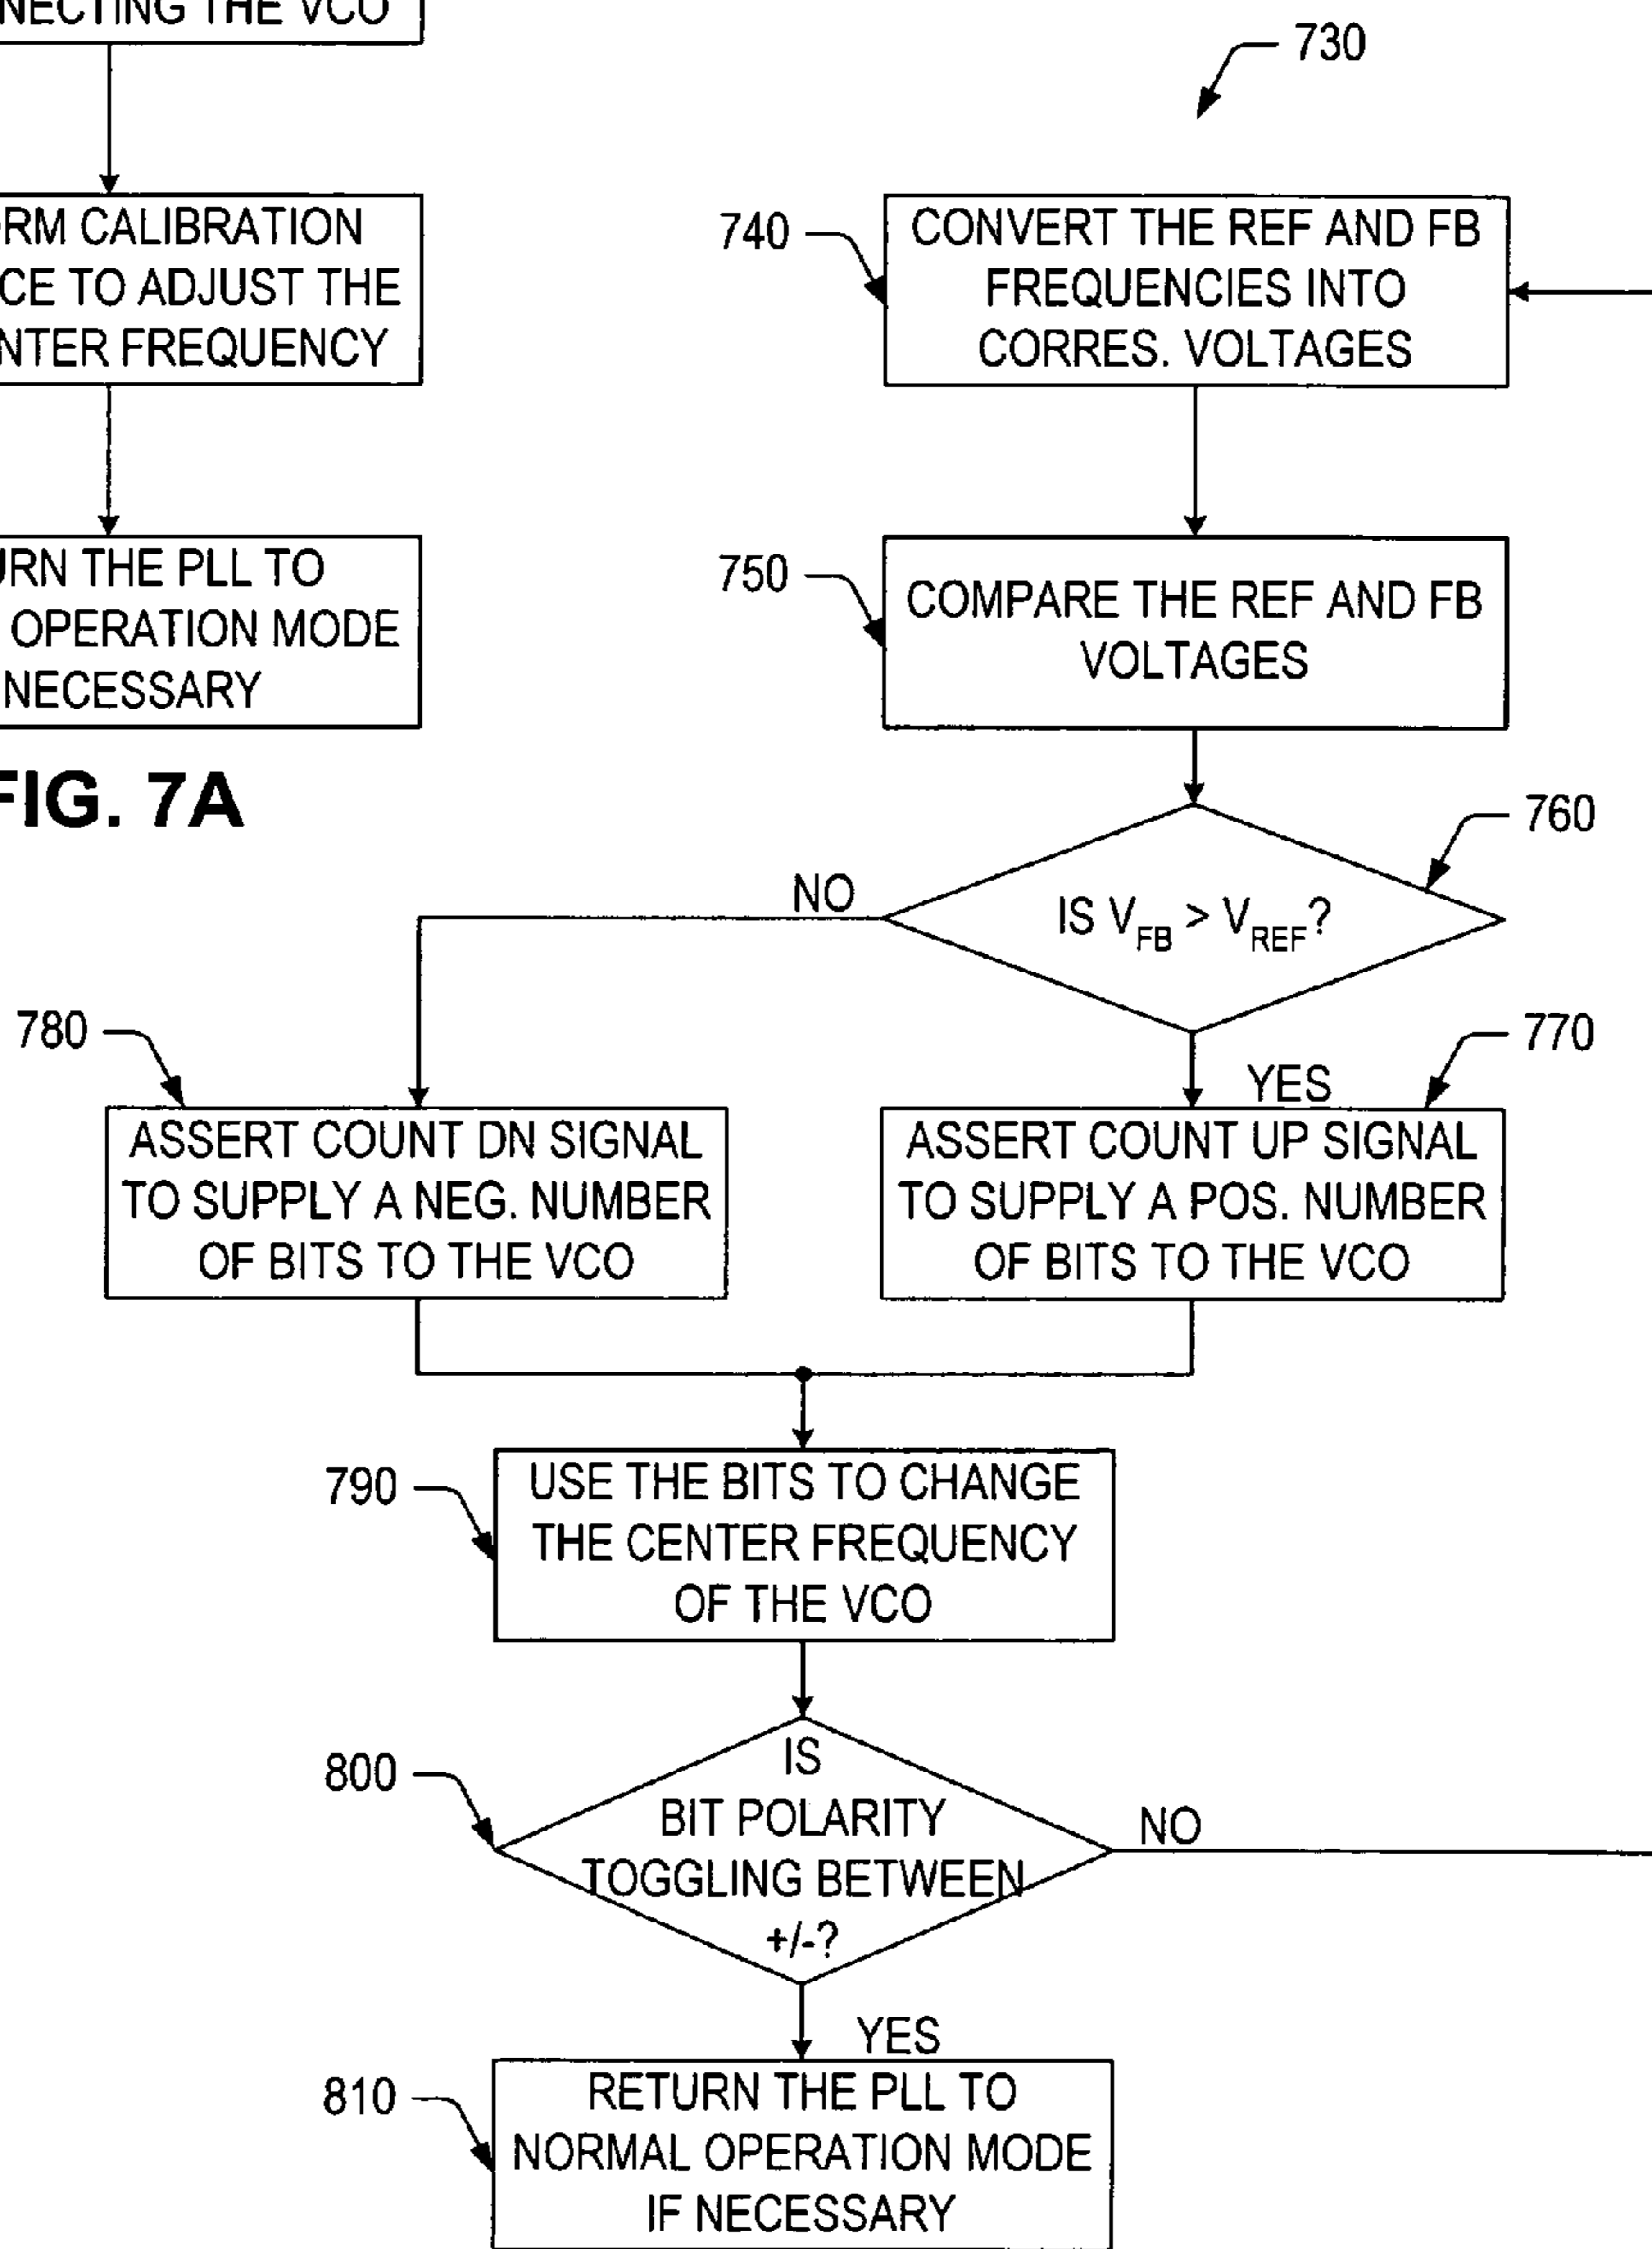 NECTING THE VCO
RM CALIBRATION
CE TO ADJUST THE
NTER FREQUENCY
URN THE PLL TO
OPERATION MODE
NECESSARY
FIG. 7A
730
740
CONVERT THE REF AND FB
FREQUENCIES INTO
CORRES. VOLTAGES
750
COMPARE THE REF AND FB
VOLTAGES
760
IS VFB > VREF?
NO
YES
780
ASSERT COUNT DN SIGNAL
TO SUPPLY A NEG. NUMBER
OF BITS TO THE VCO
770
ASSERT COUNT UP SIGNAL
TO SUPPLY A POS. NUMBER
OF BITS TO THE VCO
790
USE THE BITS TO CHANGE
THE CENTER FREQUENCY
OF THE VCO
800
IS
BIT POLARITY
TOGGLING BETWEEN
+/-?
NO
YES
810
RETURN THE PLL TO
NORMAL OPERATION MODE
IF NECESSARY